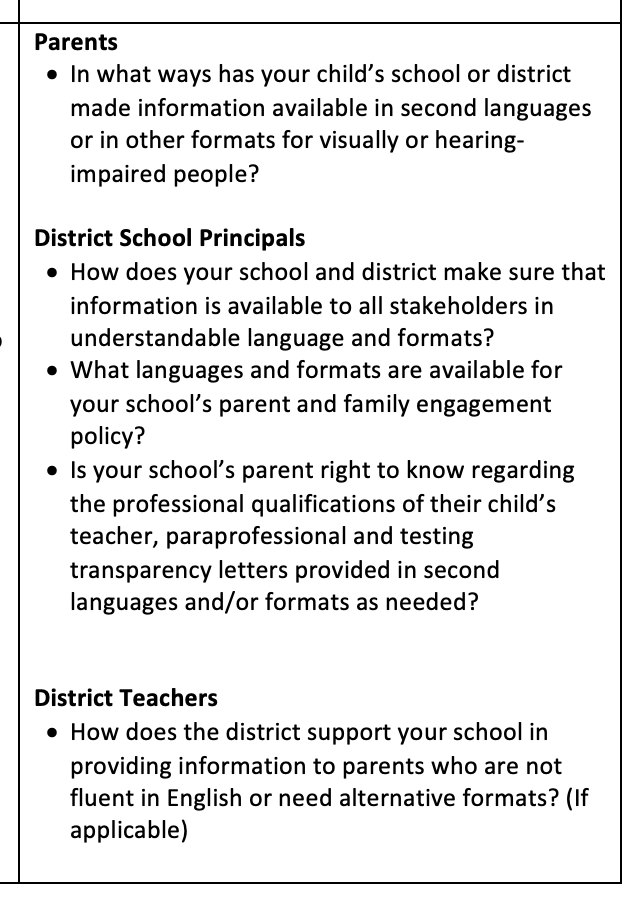 Parents
• In what ways has your child’s school or district
made information available in second languages
or in other formats for visually or hearing-
impaired people?
District School Principals
• How does your school and district make sure that
information is available to all stakeholders in
understandable language and formats?
• What languages and formats are available for
your school’s parent and family engagement
policy?
• Is your school’s parent right to know regarding
the professional qualifications of their child’s
teacher, paraprofessional and testing
transparency letters provided in second
languages and/or formats as needed?
District Teachers
• How does the district support your school in
providing information to parents who are not
fluent in English or need alternative formats? (If
applicable)